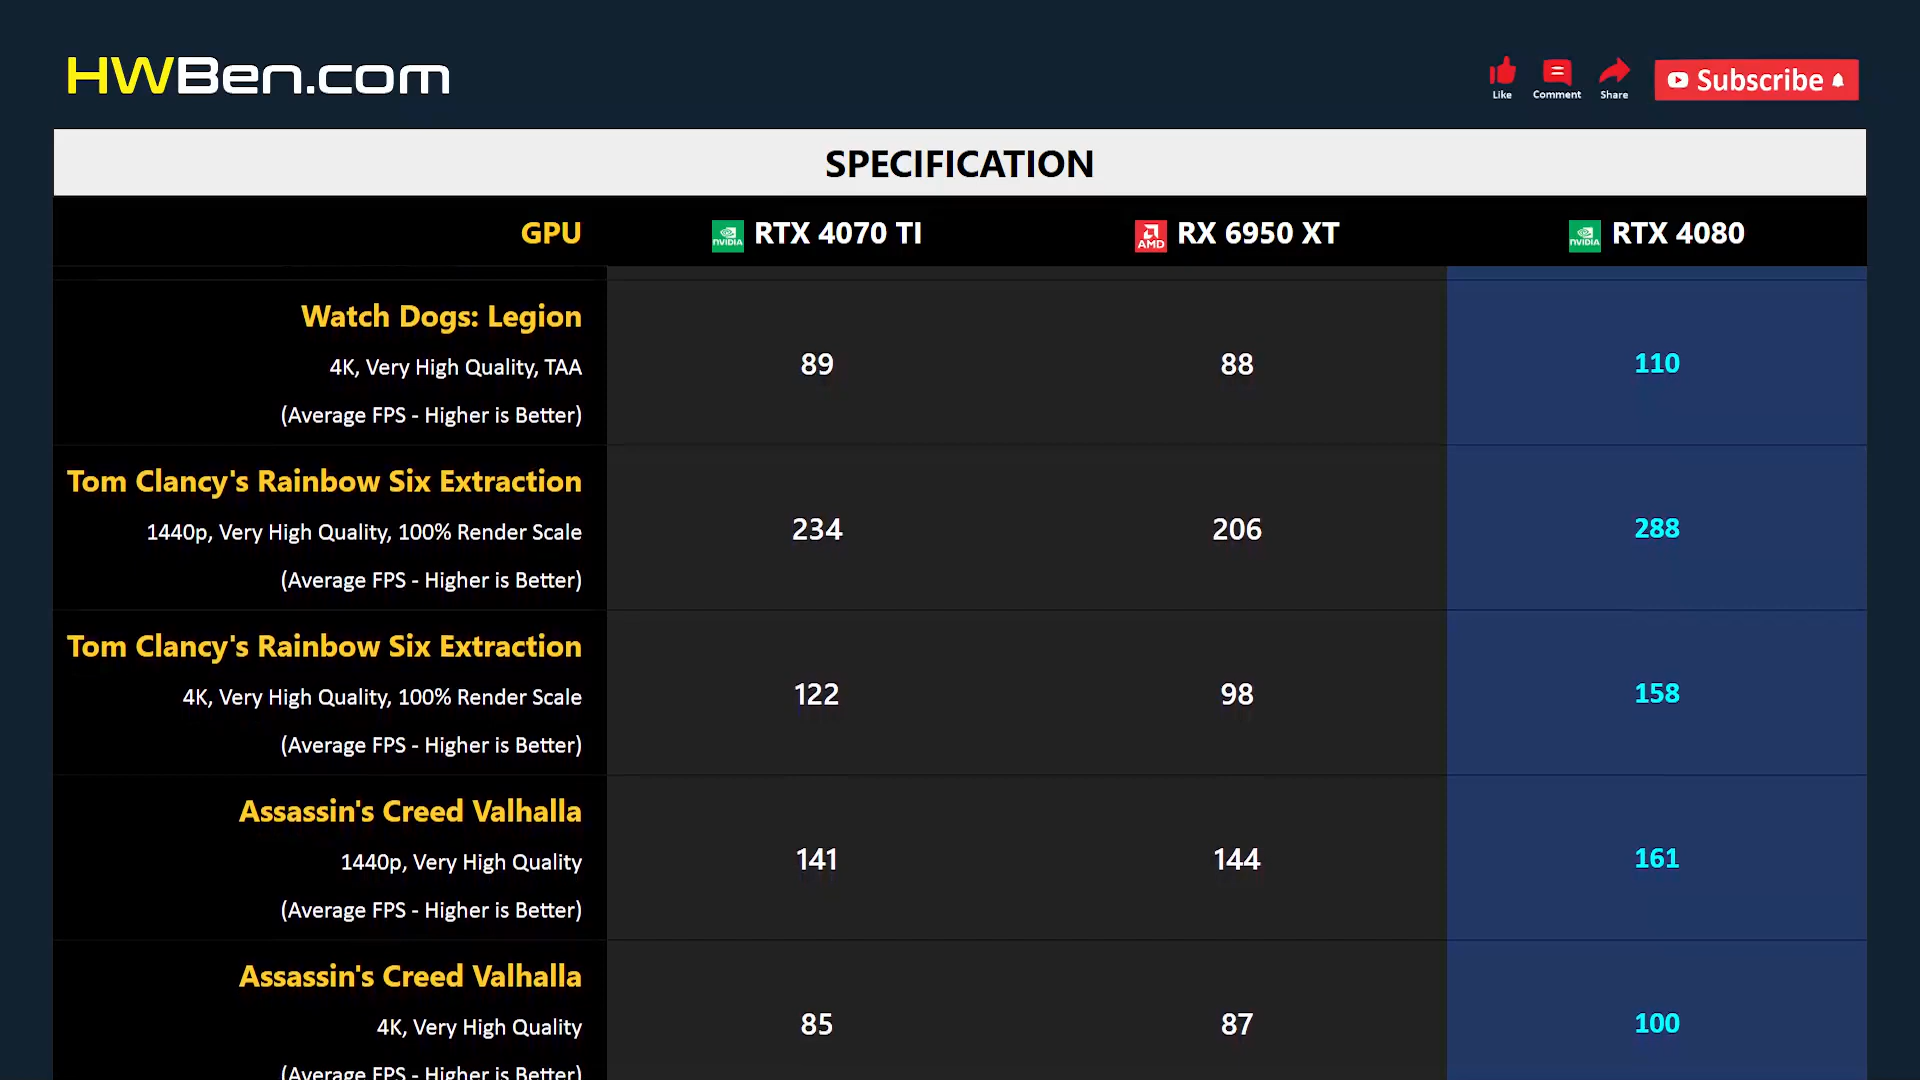 HWBen.com
Like
Comment
Share
Subscribe
SPECIFICATION
GPU
NVIDIA RTX 4070 TI
AMD RX 6950 XT
NVIDIA RTX 4080
Watch Dogs: Legion
4K, Very High Quality, TAA
(Average FPS - Higher is Better)
89
88
110
Tom Clancy's Rainbow Six Extraction
1440p, Very High Quality, 100% Render Scale
(Average FPS - Higher is Better)
234
206
288
Tom Clancy's Rainbow Six Extraction
4K, Very High Quality, 100% Render Scale
(Average FPS - Higher is Better)
122
98
158
Assassin's Creed Valhalla
1440p, Very High Quality
(Average FPS - Higher is Better)
141
144
161
Assassin's Creed Valhalla
4K, Very High Quality
(Average FPS - Higher is Better)
85
87
100